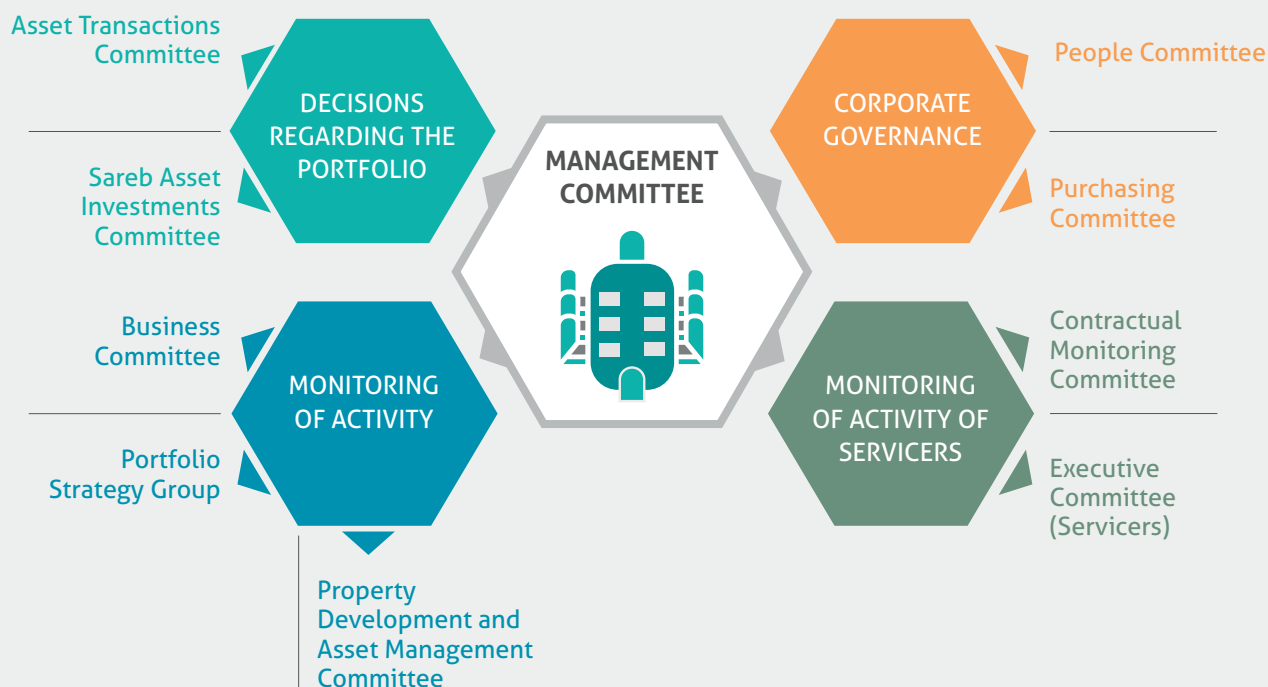 Asset Transactions
Committee
DECISIONS
REGARDING THE
PORTFOLIO
Sareb Asset
Investments
Committee
MANAGEMENT
COMMITTEE
CORPORATE
GOVERNANCE
People Committee
Purchasing
Committee
Business
Committee
MONITORING
OF ACTIVITY
Portfolio
Strategy Group
Property
Development and
Asset Management
Committee
MONITORING
OF ACTIVITY OF
SERVICERS
Contractual
Monitoring
Committee
Executive
Committee
(Servicers)